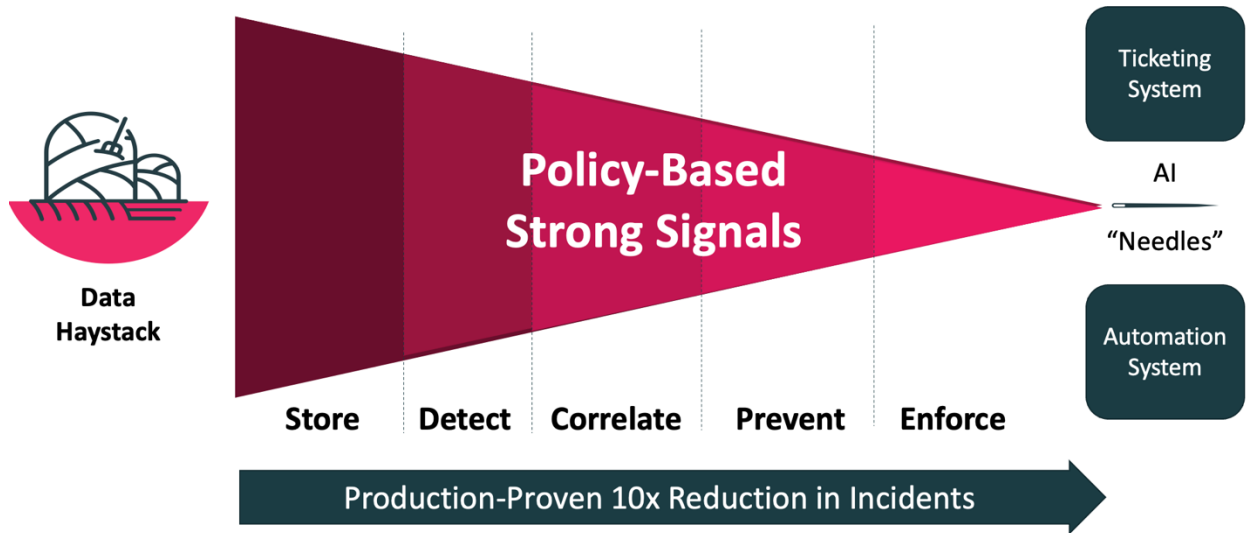 Data
Haystack
Policy-Based
Strong Signals
Store
Detect
Correlate
Prevent
Enforce
Ticketing
System
AI
“Needles”
Automation
System
Production-Proven 10x Reduction in Incidents